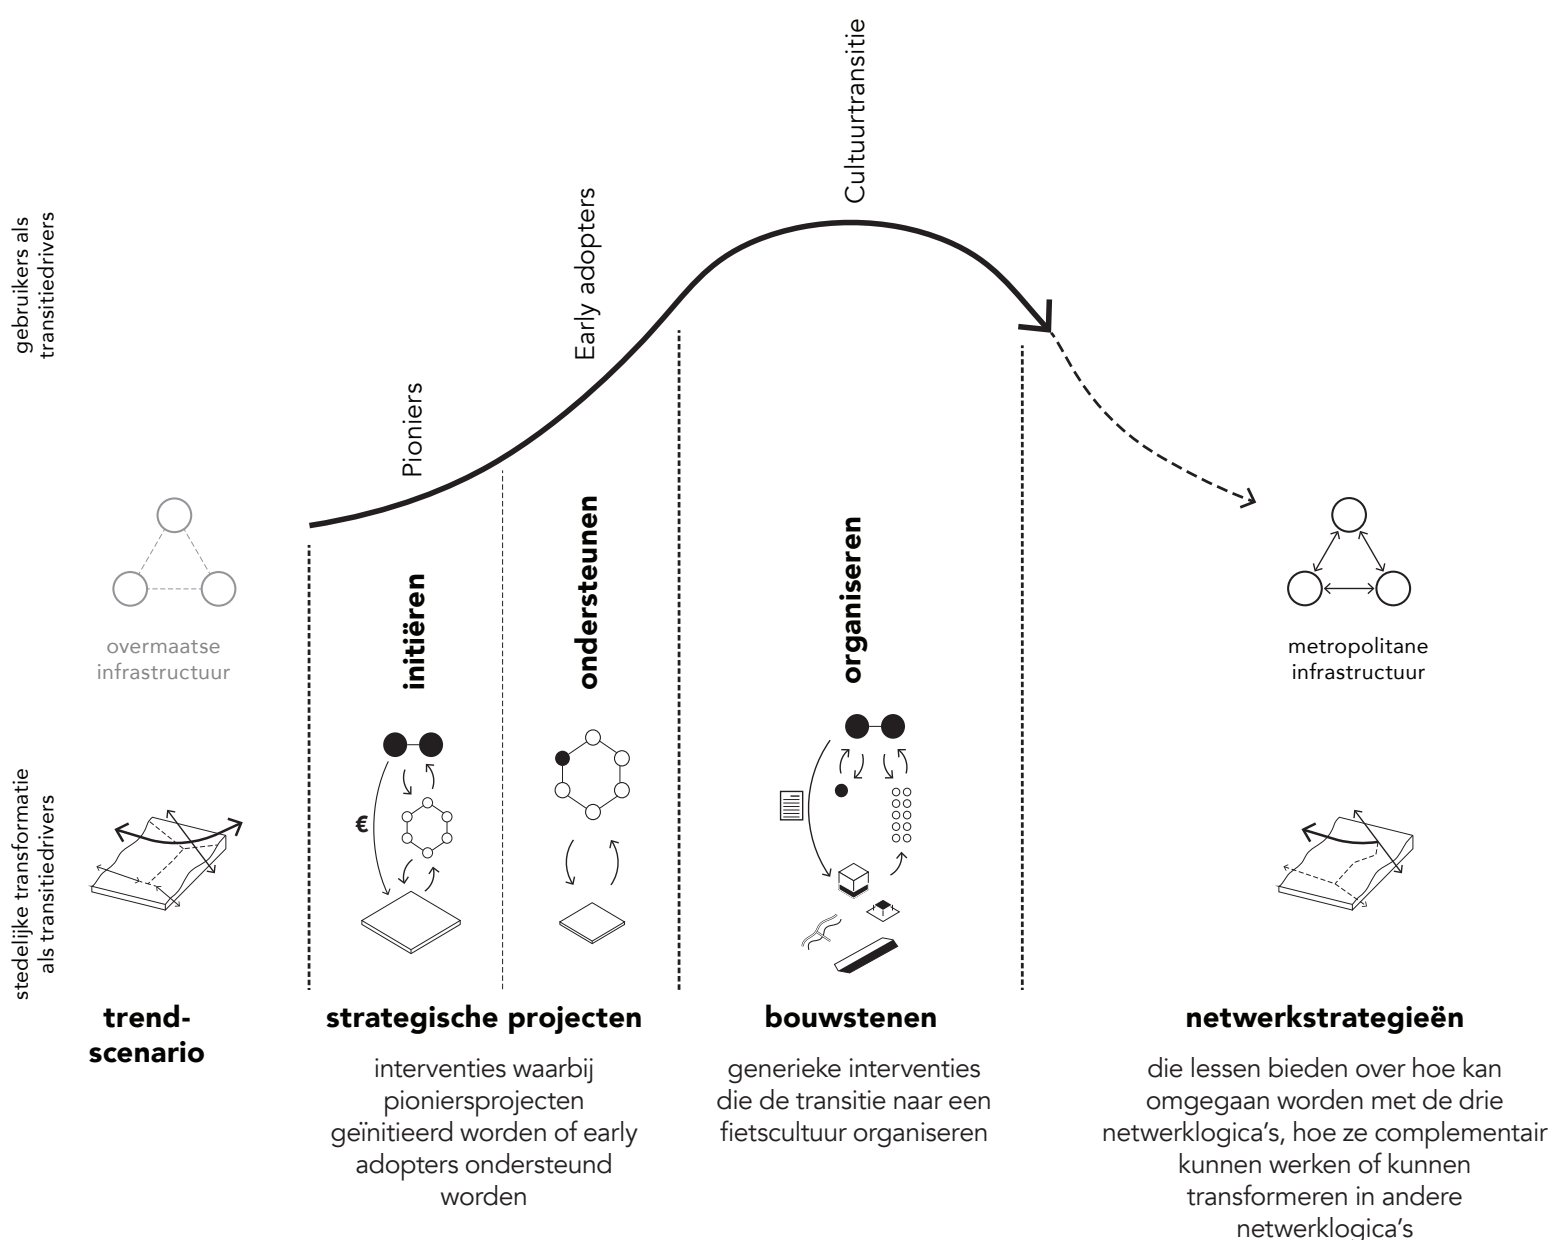 Cultuurtransitie
Early adopters
Pioniers
gebruikers als
transitiedrivers
initiëren
ondersteunen
organiseren
overmaatse
infrastructuur
metropolitane
infrastructuur
€
stedelijke transformatie
als transitiedrivers
trend-
scenario
strategische projecten
interventies waarbij
pioniersprojecten
geïnitieerd worden of early
adopters ondersteund
worden
bouwstenen
generieke interventies
die de transitie naar een
fietscultuur organiseren
netwerkstrategieën
die lessen bieden over hoe kan
omgegaan worden met de drie
netwerklogica’s, hoe ze complementair
kunnen werken of kunnen
transformeren in andere
netwerklogica’s